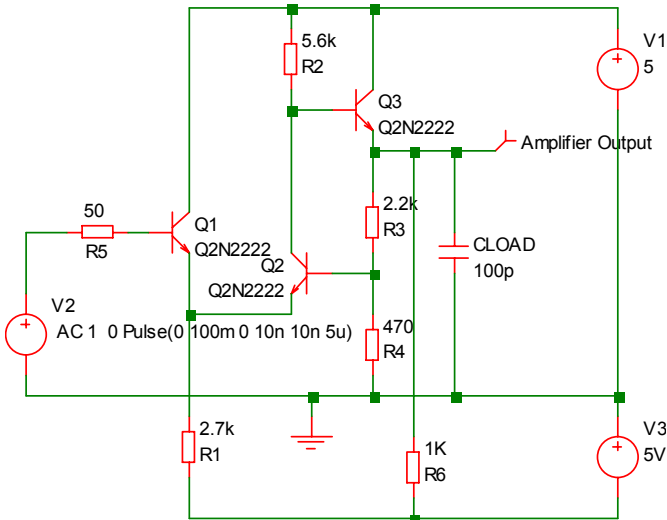 5.6k
R2
V1
5
Q3
Q2N2222
Amplifier Output
50
R5
Q1
Q2N2222
2.2k
R3
CLOAD
100p
Q2
Q2N2222
V2
AC 1 0 Pulse(0 100m 0 10n 10n 5u)
470
R4
2.7k
R1
1K
R6
V3
5V